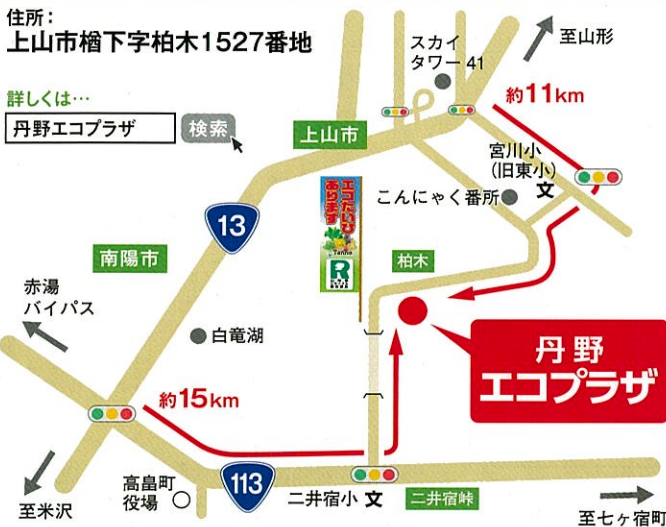 住所：
上山市楢下字柏木1527番地
詳しくは…
丹野エコプラザ
検索
スカイ
タワー41
至山形
約11km
上山市
宮川小
(旧東小)
文
こんにゃく番所
エコたいひ
あります
Tanno
R
13
南陽市
柏木
赤湯
バイパス
白竜湖
丹野
エコプラザ
約15km
高畠町
役場
113
二井宿小 文
二井宿峠
至米沢
至七ヶ宿町